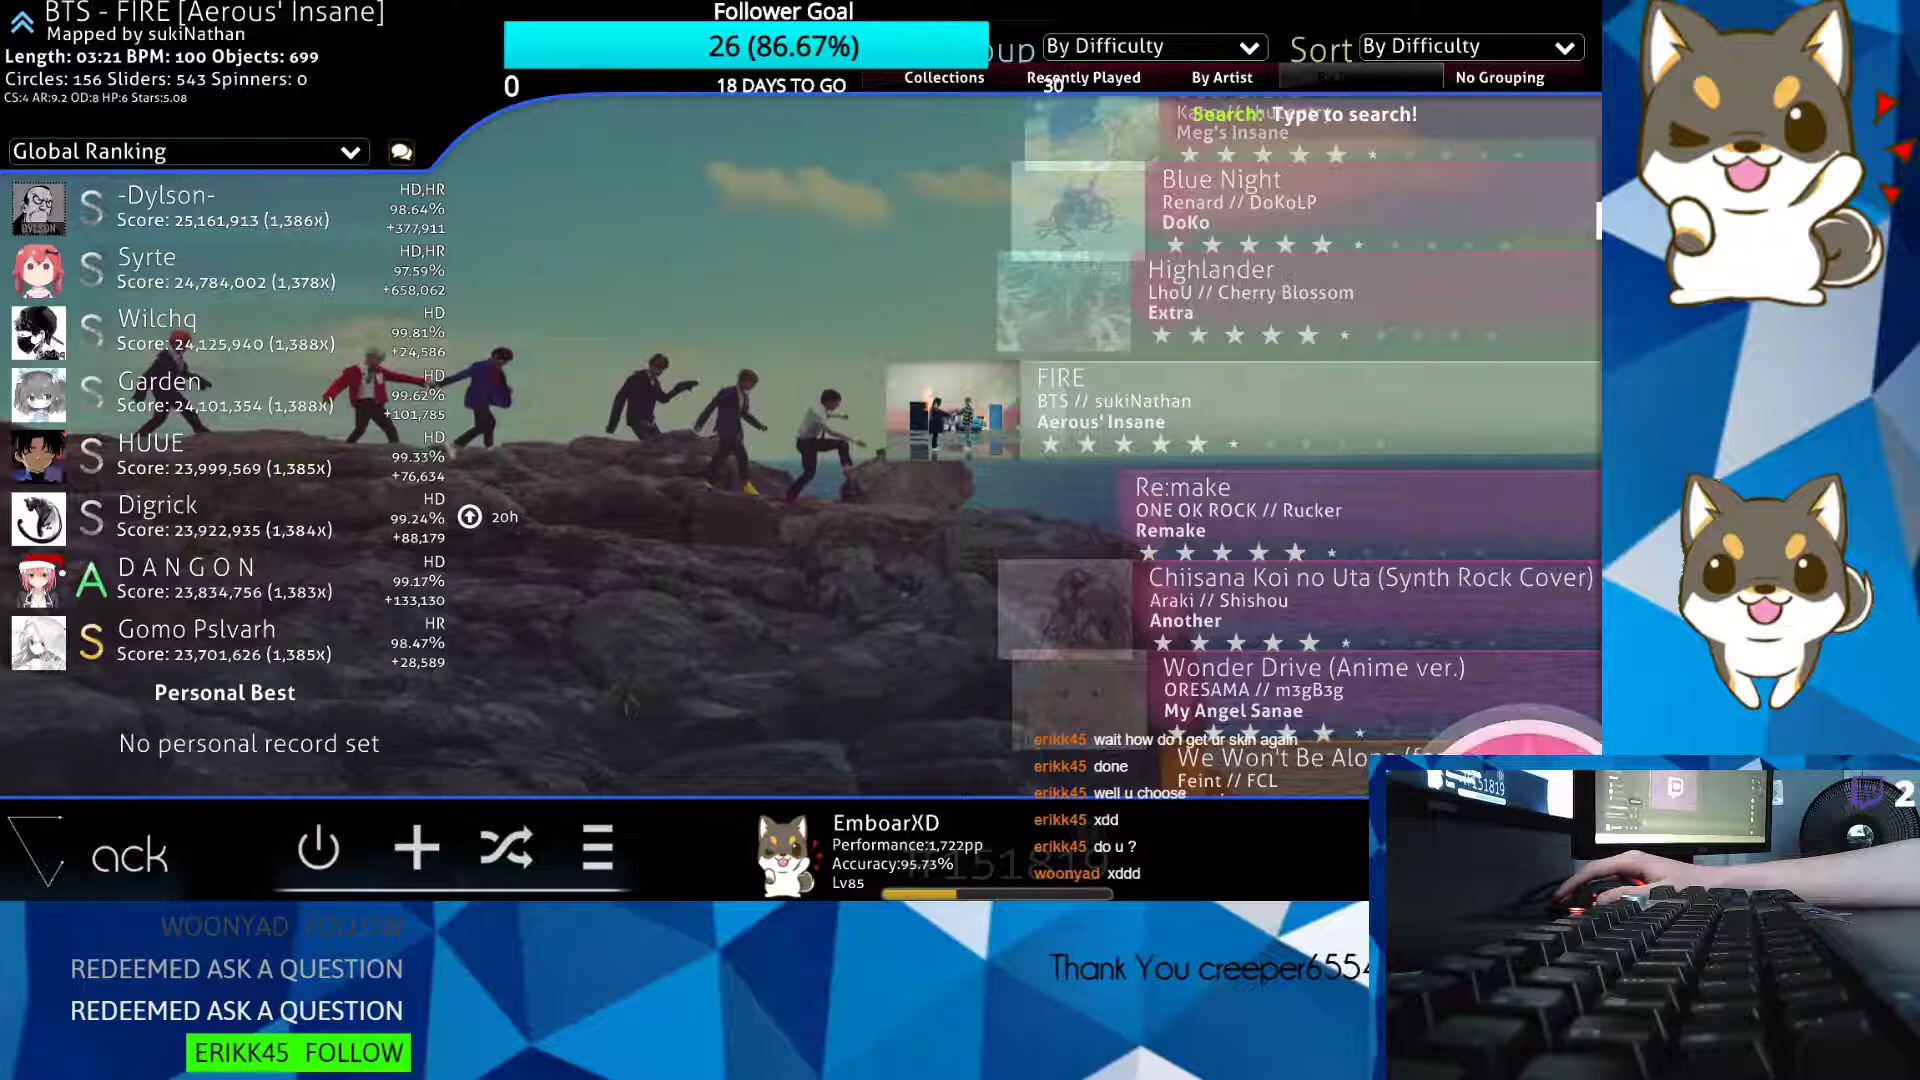 BTS - FIRE [Aerous' Insane]
Mapped by sukiNathan
Length: 03:21 BPM: 100 Objects: 699
Circles: 156 Sliders: 543 Spinners: 0
CS:4 AR:9.2 OD:8 HP:6 Stars:5.08
Follower Goal
26 (86.67%)
0
18 DAYS TO GO
30
By Difficulty
Sort
By Difficulty
Collections
Recently Played
By Artist
No Grouping
Search: Type to search!
Global Ranking
-Dylson-
Score: 25,161,913 (1,386x)
HD,HR
98.64%
+377,911
S
Syrte
Score: 24,784,002 (1,378x)
HD,HR
97.59%
+658,062
S
Wilchq
Score: 24,125,940 (1,388x)
HD
99.81%
+24,586
S
Garden
Score: 24,101,354 (1,388x)
HD
99.62%
+101,785
S
HUUE
Score: 23,999,569 (1,385x)
HD
99.33%
+76,634
S
Digrick
Score: 23,922,935 (1,384x)
HD
99.24%
+88,179
S
20h
D A N G O N
Score: 23,834,756 (1,383x)
HD
99.17%
+133,130
A
Gomo Pslvarh
Score: 23,701,626 (1,385x)
HR
98.47%
+28,589
S
Personal Best
No personal record set
Meg's Insane
Blue Night
Renard // DoKoLP
DoKo
Highlander
LhoU // Cherry Blossom
Extra
FIRE
BTS // sukiNathan
Aerous' Insane
Re:make
ONE OK ROCK // Rucker
Remake
Chiisana Koi no Uta (Synth Rock Cover)
Araki // Shishou
Another
Wonder Drive (Anime ver.)
ORESAMA // m3gB3g
My Angel Sanae
We Won't Be Alo
Feint // FCL
erikk45 wait how do i get ur skin again
erikk45 done
erikk45 well u choose
erikk45 xdd
erikk45 do u ?
woonyad xddd
ack
EmboarXD
Performance:1,722pp
Accuracy:95.73%
Lv85
#151819
WOONYAD FOLLOW
REDEEMED ASK A QUESTION
REDEEMED ASK A QUESTION
ERIKK45 FOLLOW
Thank You creeper6554
2